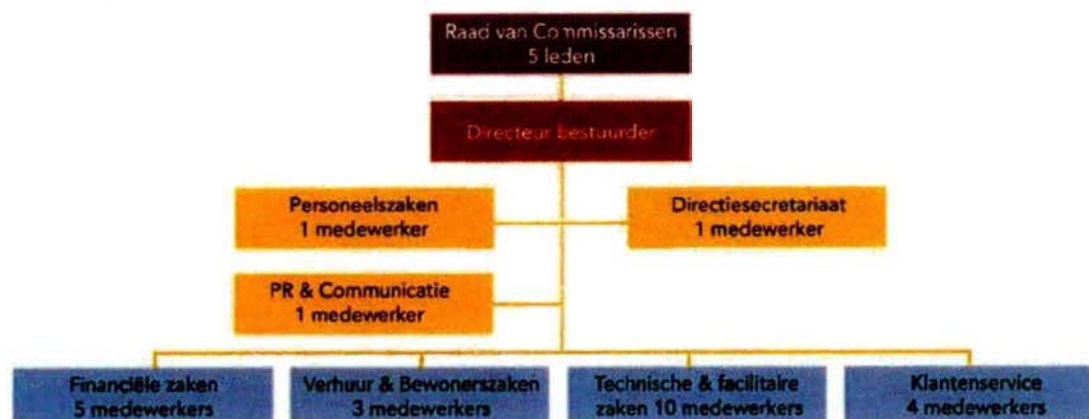 Raad van Commissarissen
5 leden
Directeur bestuurder
Personeelszaken
1 medewerker
Directiesecretariaat
1 medewerker
PR & Communicatie
1 medewerker
Financiële zaken
5 medewerkers
Verhuur & Bewonerszaken
3 medewerkers
Technische & facilitaire
zaken 10 medewerkers
Klantenservice
4 medewerkers